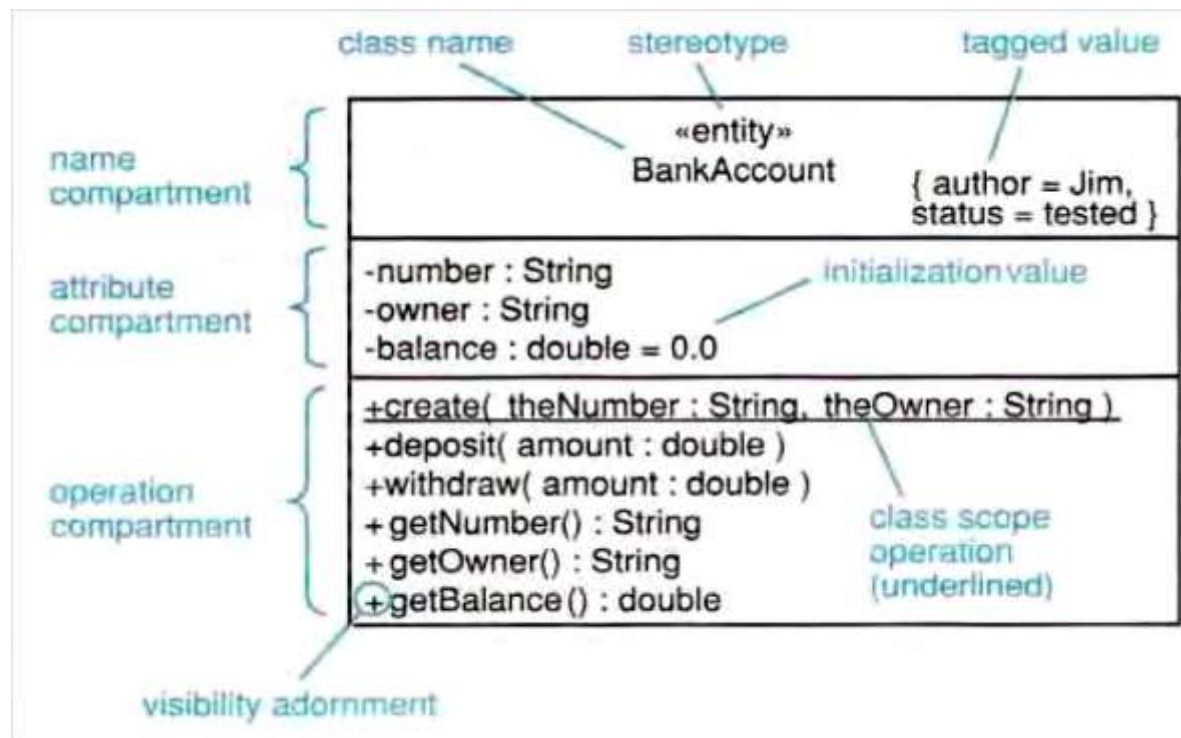 class name stereotype tagged value
«entity»
BankAccount
{ author = Jim,
status = tested }
name
compartment
-number : String
-owner : String
-balance : double = 0.0
initialization value
attribute
compartment
+create( theNumber : String, theOwner : String )
+deposit( amount : double )
+withdraw( amount : double )
+getNumber() : String
+getOwner() : String
+getBalance() : double
operation
compartment
class scope
operation
(underlined)
visibility adornment